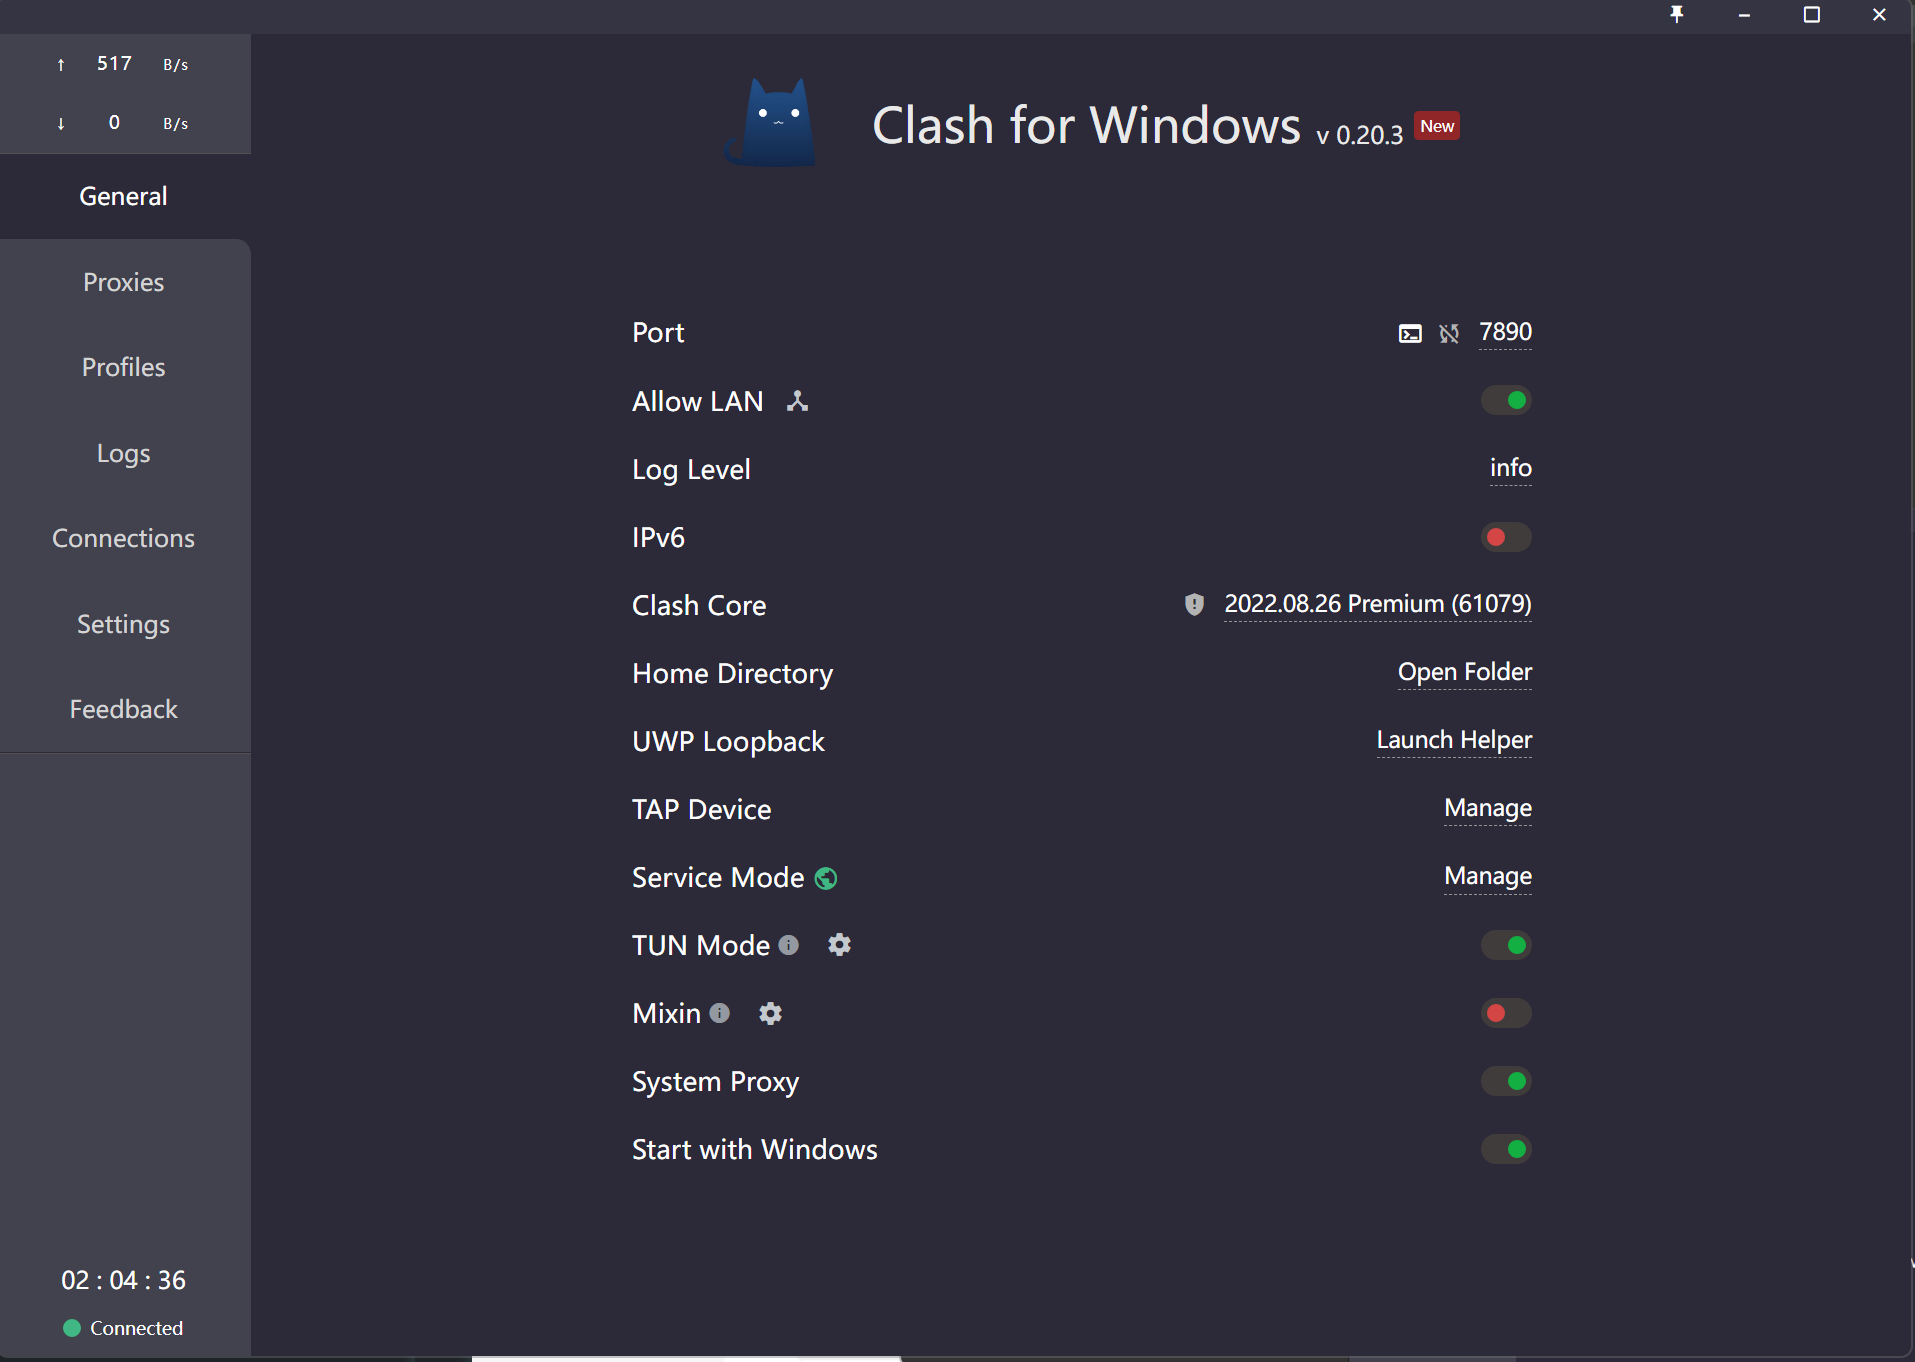 ↑ 517 B/s
↓ 0 B/s
General
Proxies
Profiles
Logs
Connections
Settings
Feedback
02 : 04 : 36
Connected
Clash for Windows v 0.20.3 New
Port 7890
Allow LAN
Log Level info
IPv6
Clash Core 2022.08.26 Premium (61079)
Home Directory Open Folder
UWP Loopback Launch Helper
TAP Device Manage
Service Mode Manage
TUN Mode
Mixin
System Proxy
Start with Windows